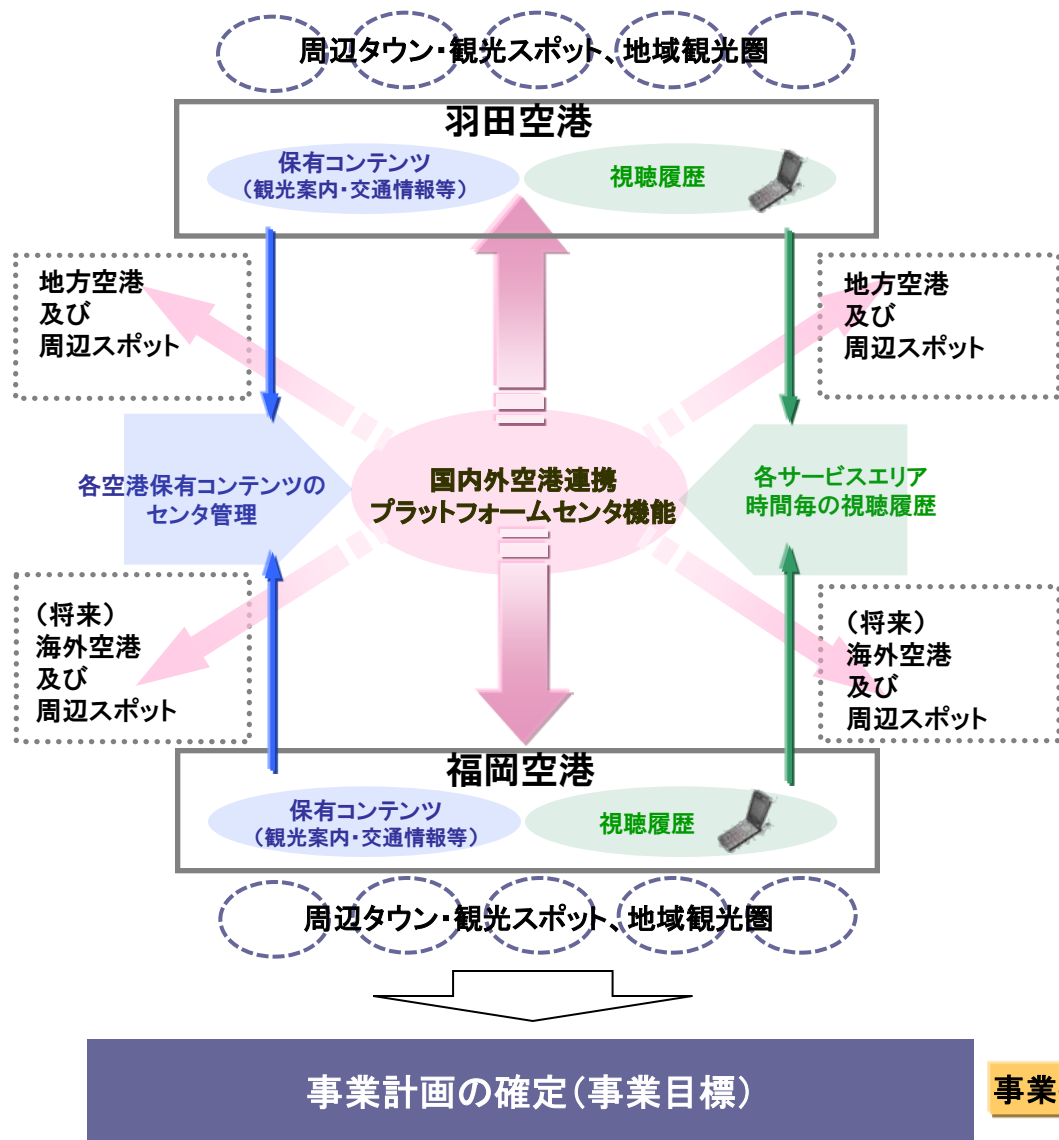 周辺タウン・観光スポット、地域観光圏
羽田空港
保有コンテンツ
（観光案内・交通情報等）
視聴履歴
地方空港
及び
周辺スポット
地方空港
及び
周辺スポット
各空港保有コンテンツの
センタ管理
国内外空港連携
プラットフォームセンタ機能
各サービスエリア
時間毎の視聴履歴
（将来）
海外空港
及び
周辺スポット
（将来）
海外空港
及び
周辺スポット
福岡空港
保有コンテンツ
（観光案内・交通情報等）
視聴履歴
周辺タウン・観光スポット、地域観光圏
事業計画の確定（事業目標）
事業